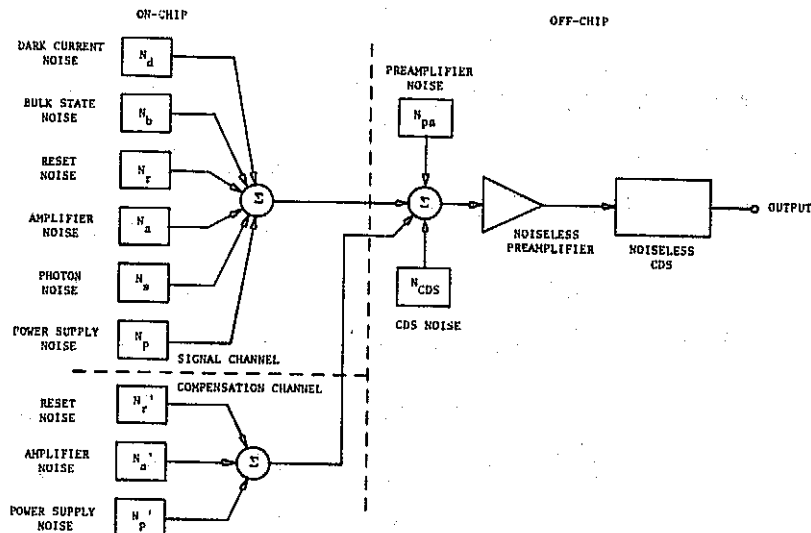 ON-CHIP
OFF-CHIP
DARK CURRENT
NOISE
N_d
BULK STATE
NOISE
N_b
RESET
NOISE
N_r
AMPLIFIER
NOISE
N_a
PHOTON
NOISE
N_s
POWER SUPPLY
NOISE
N_p
Σ
SIGNAL CHANNEL
COMPENSATION CHANNEL
RESET
NOISE
N_r'
AMPLIFIER
NOISE
N_a'
POWER SUPPLY
NOISE
N_p'
Σ
PREAMPLIFIER
NOISE
N_pa
Σ
N_CDS
CDS NOISE
NOISELESS
PREAMPLIFIER
NOISELESS
CDS
OUTPUT